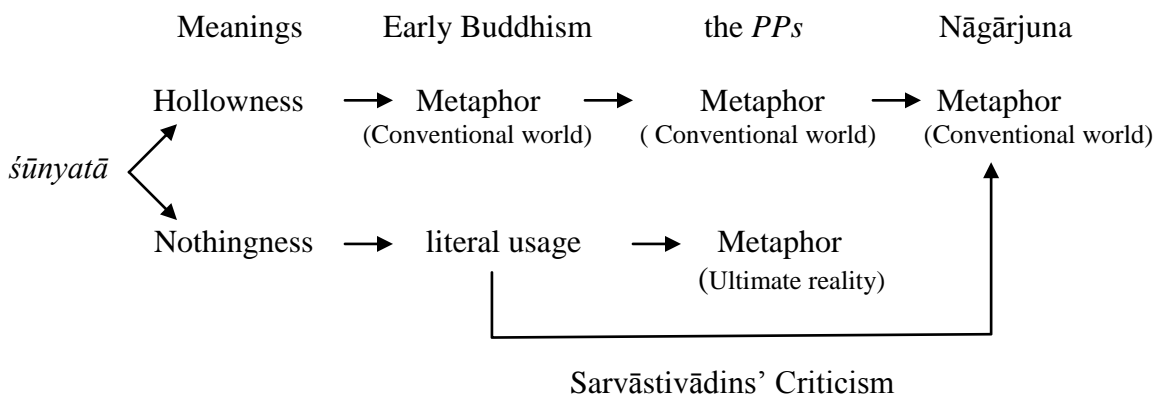 Meanings Early Buddhism the PPs Nāgārjuna
Hollowness Metaphor Metaphor Metaphor
(Conventional world) ( Conventional world) (Conventional world)
śūnyatā
Nothingness literal usage Metaphor
(Ultimate reality)
Sarvāstivādins’ Criticism